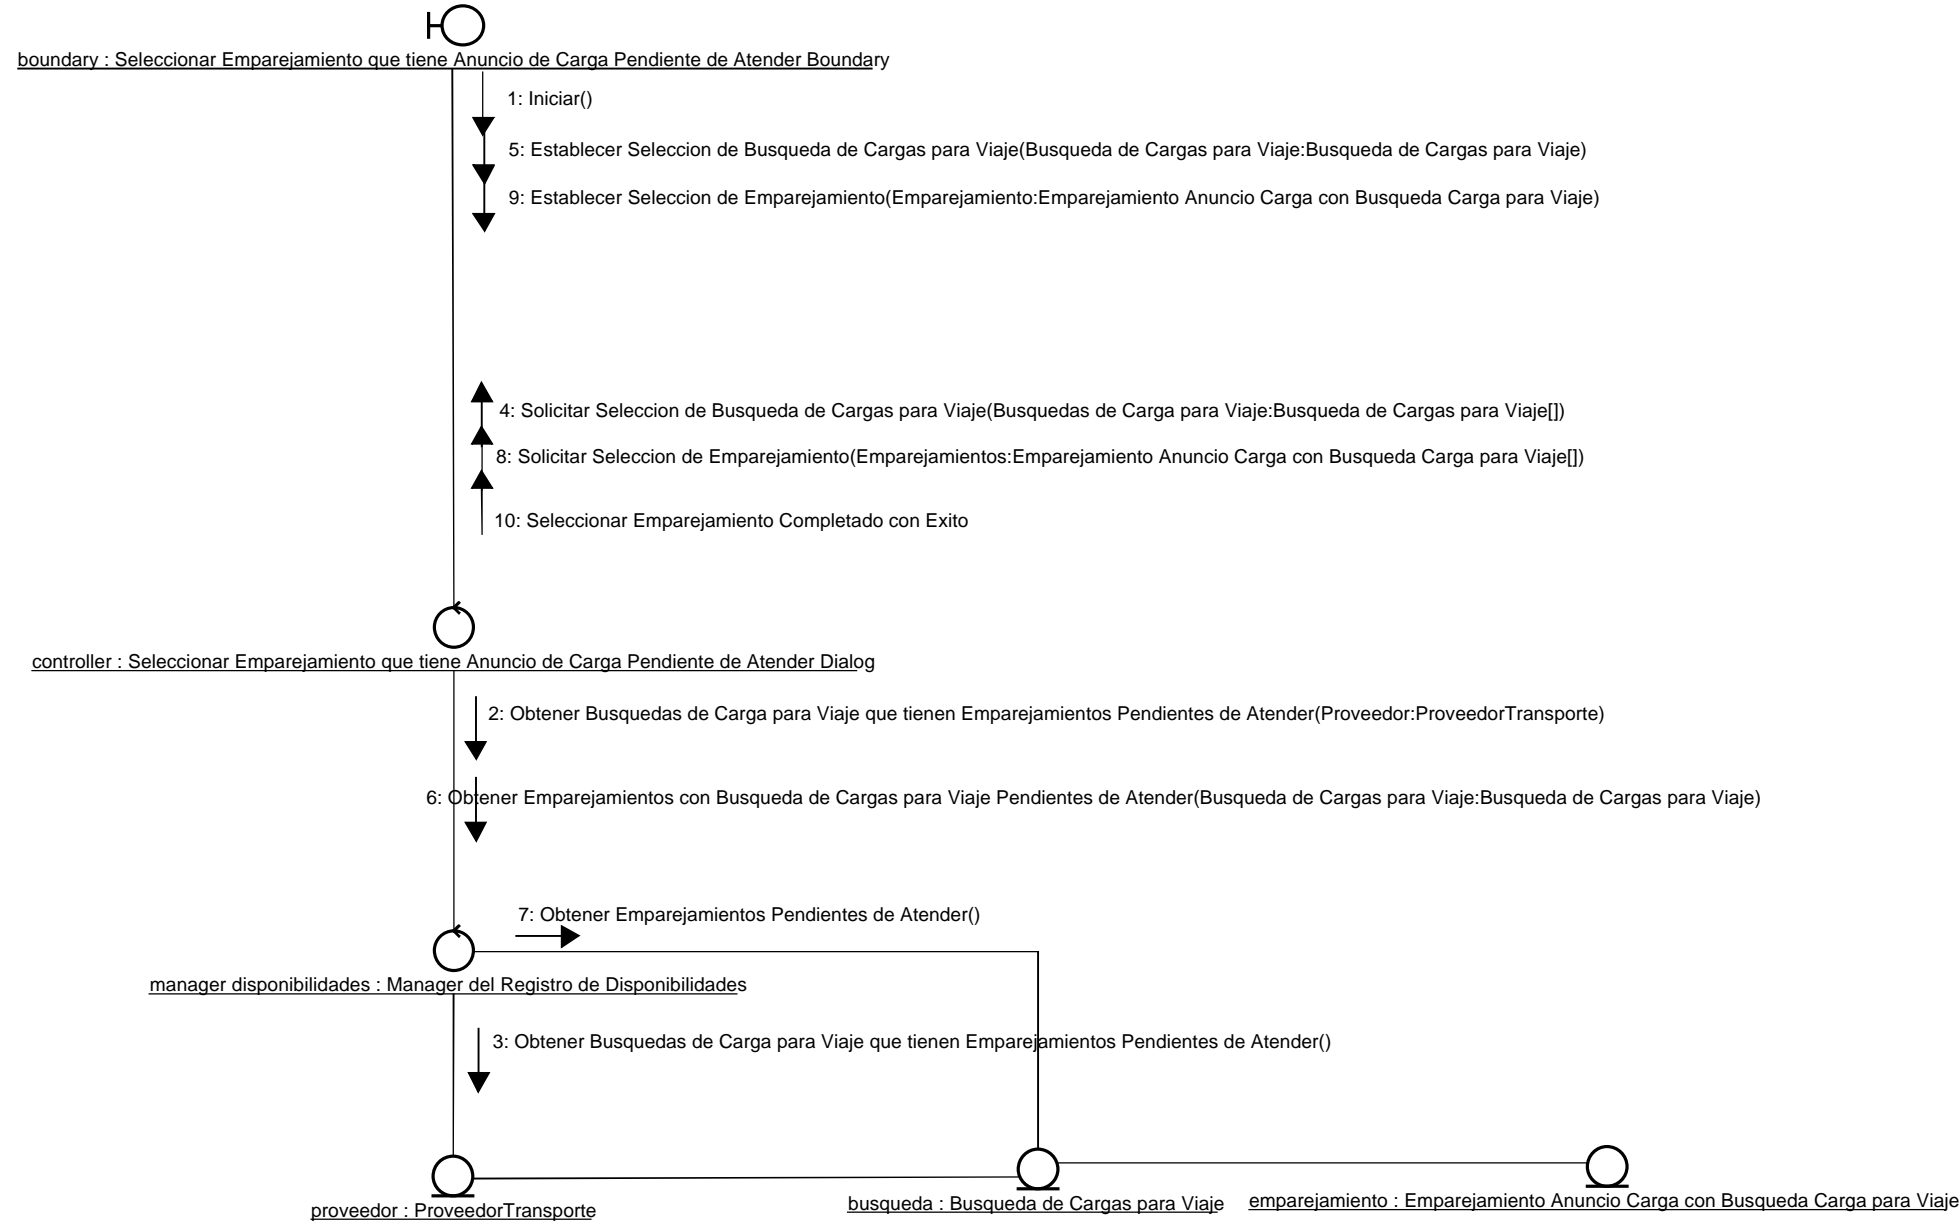 boundary : Seleccionar Emparejamiento que tiene Anuncio de Carga Pendiente de Atender Boundary
1: Iniciar()
5: Establecer Seleccion de Busqueda de Cargas para Viaje(Busqueda de Cargas para Viaje:Busqueda de Cargas para Viaje)
9: Establecer Seleccion de Emparejamiento(Emparejamiento:Emparejamiento Anuncio Carga con Busqueda Carga para Viaje)
4: Solicitar Seleccion de Busqueda de Cargas para Viaje(Busquedas de Carga para Viaje:Busqueda de Cargas para Viaje[])
8: Solicitar Seleccion de Emparejamiento(Emparejamientos:Emparejamiento Anuncio Carga con Busqueda Carga para Viaje[])
10: Seleccionar Emparejamiento Completado con Exito
controller : Seleccionar Emparejamiento que tiene Anuncio de Carga Pendiente de Atender Dialog
2: Obtener Busquedas de Carga para Viaje que tienen Emparejamientos Pendientes de Atender(Proveedor:ProveedorTransporte)
6: Obtener Emparejamientos con Busqueda de Cargas para Viaje Pendientes de Atender(Busqueda de Cargas para Viaje:Busqueda de Cargas para Viaje)
7: Obtener Emparejamientos Pendientes de Atender()
manager disponibilidades : Manager del Registro de Disponibilidades
3: Obtener Busquedas de Carga para Viaje que tienen Emparejamientos Pendientes de Atender()
proveedor : ProveedorTransporte
busqueda : Busqueda de Cargas para Viaje
emparejamiento : Emparejamiento Anuncio Carga con Busqueda Carga para Viaje